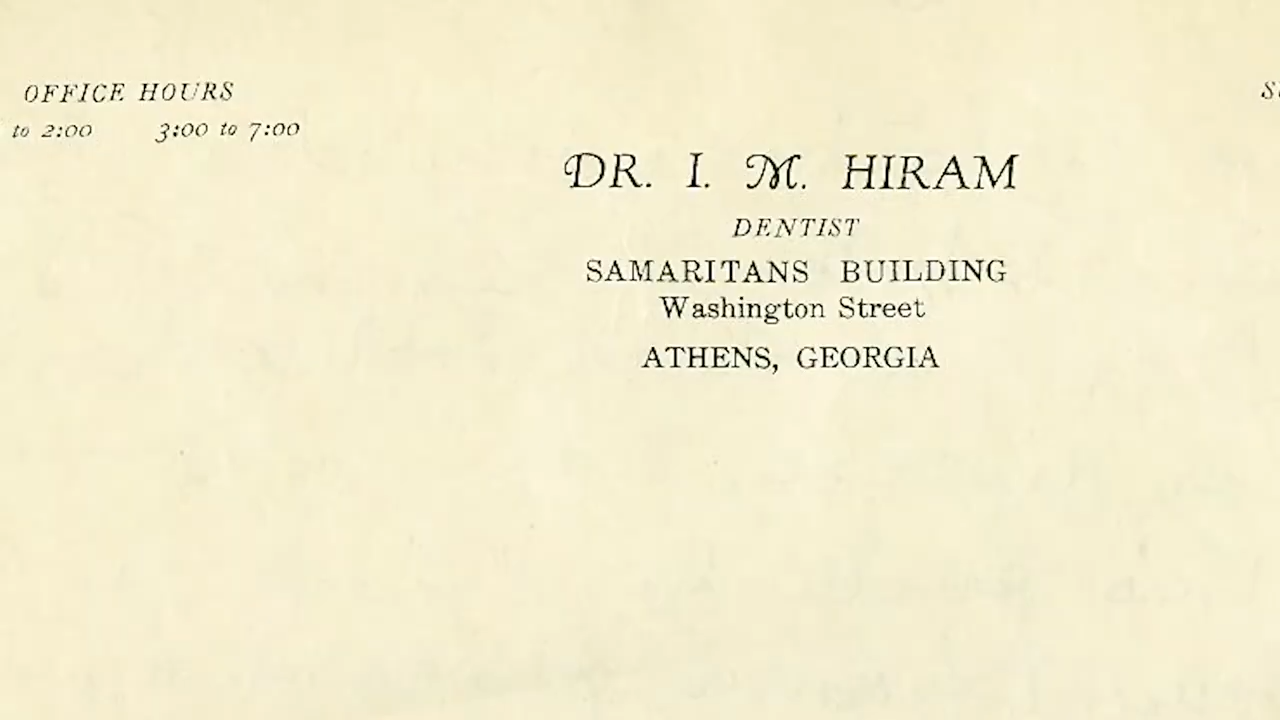 OFFICE HOURS
to 2:00 3:00 to 7:00
DR. I. M. HIRAM
DENTIST
SAMARITANS BUILDING
Washington Street
ATHENS, GEORGIA